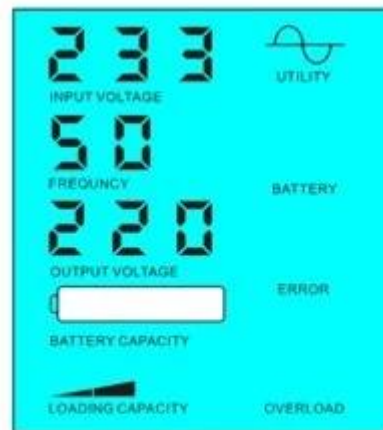 233
UTILITY
INPUT VOLTAGE
50
FREQUNCY
BATTERY
220
OUTPUT VOLTAGE
ERROR
BATTERY CAPACITY
LOADING CAPACITY
OVERLOAD